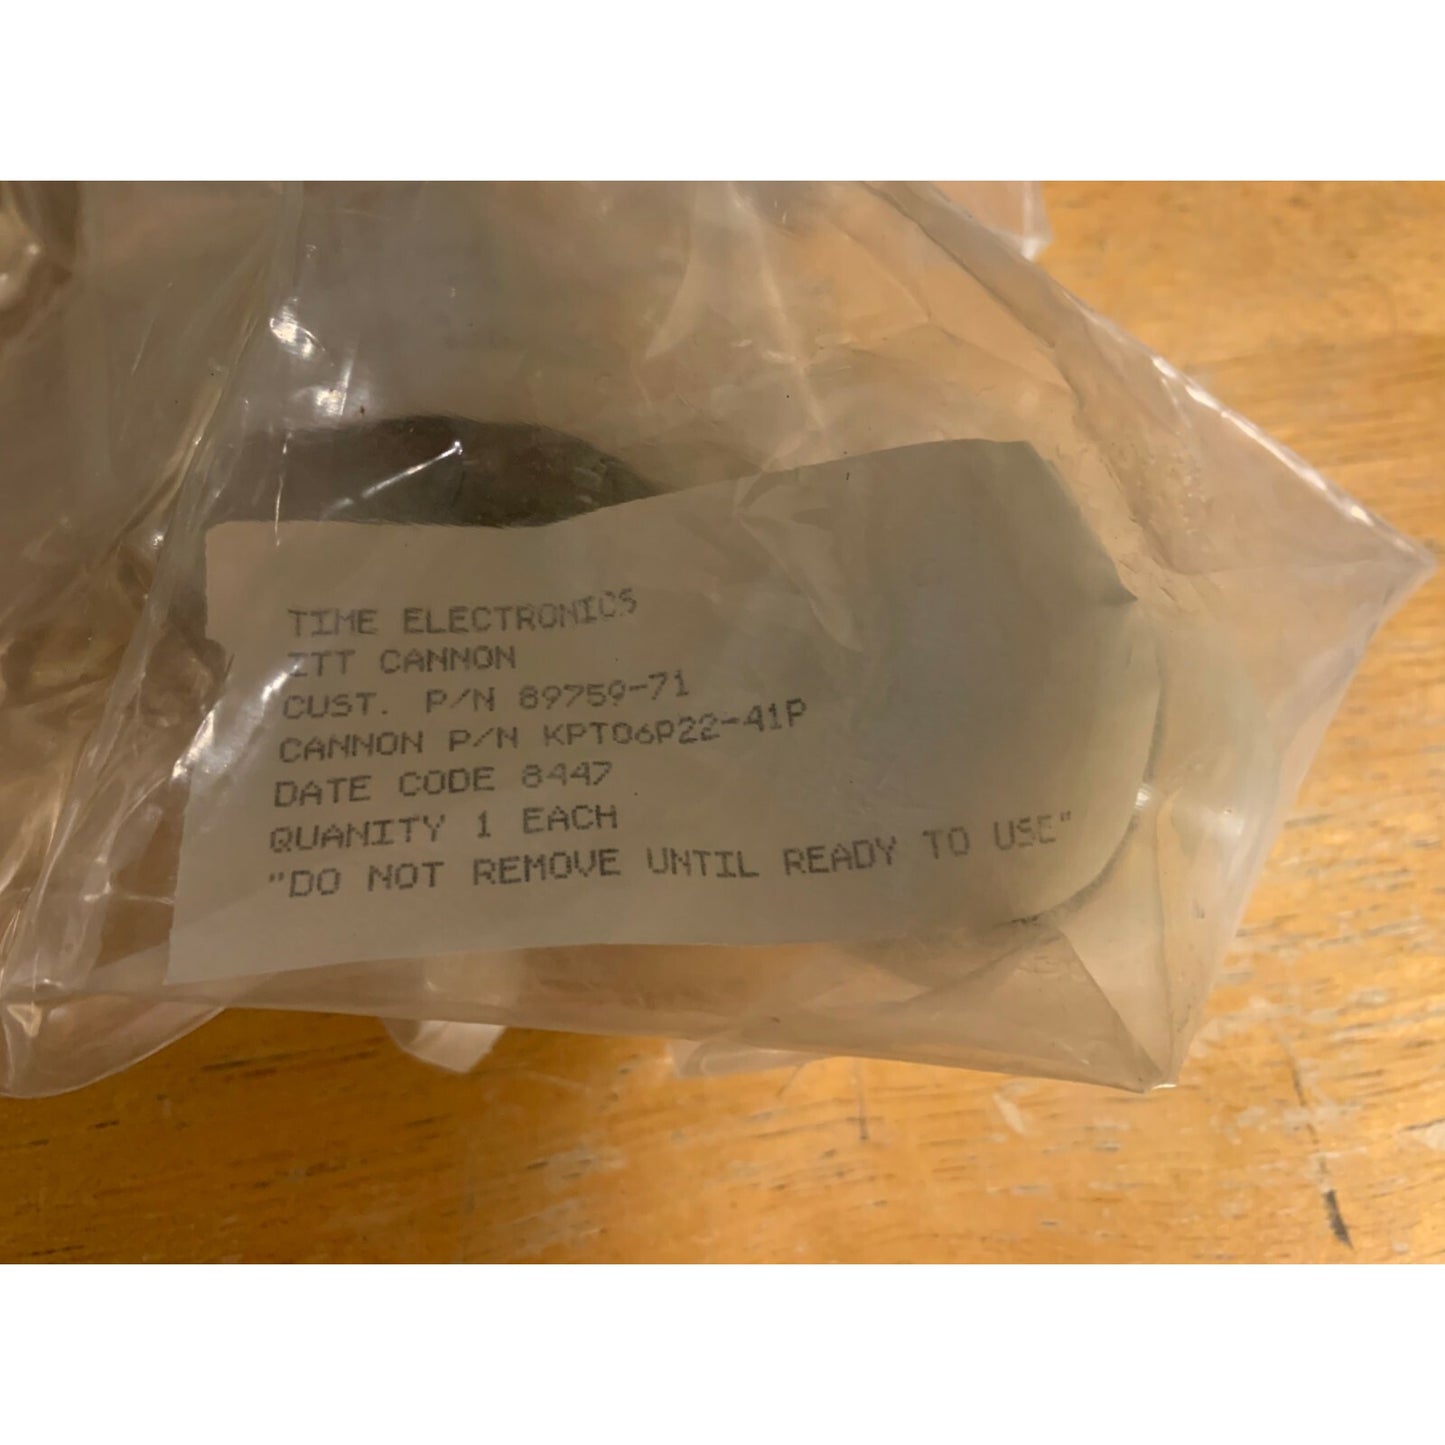 TIME ELECTRONICS
ITT CANNON
CUST. P/N 89759-71
CANNON P/N KPT06P22-41P
DATE CODE 8447
QUANITY 1 EACH
"DO NOT REMOVE UNTIL READY TO USE"